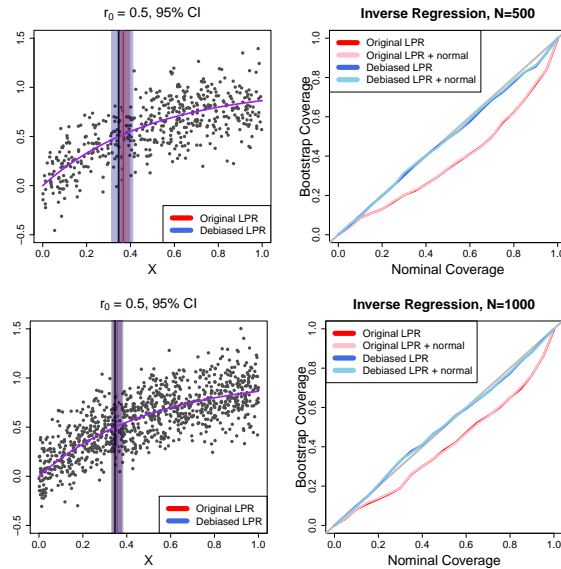 r₀ = 0.5, 95% CI
1.5
1.0
0.5
0.0
−0.5
0.0 0.2 0.4 0.6 0.8 1.0
X
Original LPR
Debiased LPR
Inverse Regression, N=500
Original LPR
Original LPR + normal
Debiased LPR
Debiased LPR + normal
Bootstrap Coverage
1.0
0.8
0.6
0.4
0.2
0.0
0.0 0.2 0.4 0.6 0.8 1.0
Nominal Coverage
r₀ = 0.5, 95% CI
1.5
1.0
0.5
0.0
−0.5
0.0 0.2 0.4 0.6 0.8 1.0
X
Original LPR
Debiased LPR
Inverse Regression, N=1000
Original LPR
Original LPR + normal
Debiased LPR
Debiased LPR + normal
Bootstrap Coverage
1.0
0.8
0.6
0.4
0.2
0.0
0.0 0.2 0.4 0.6 0.8 1.0
Nominal Coverage